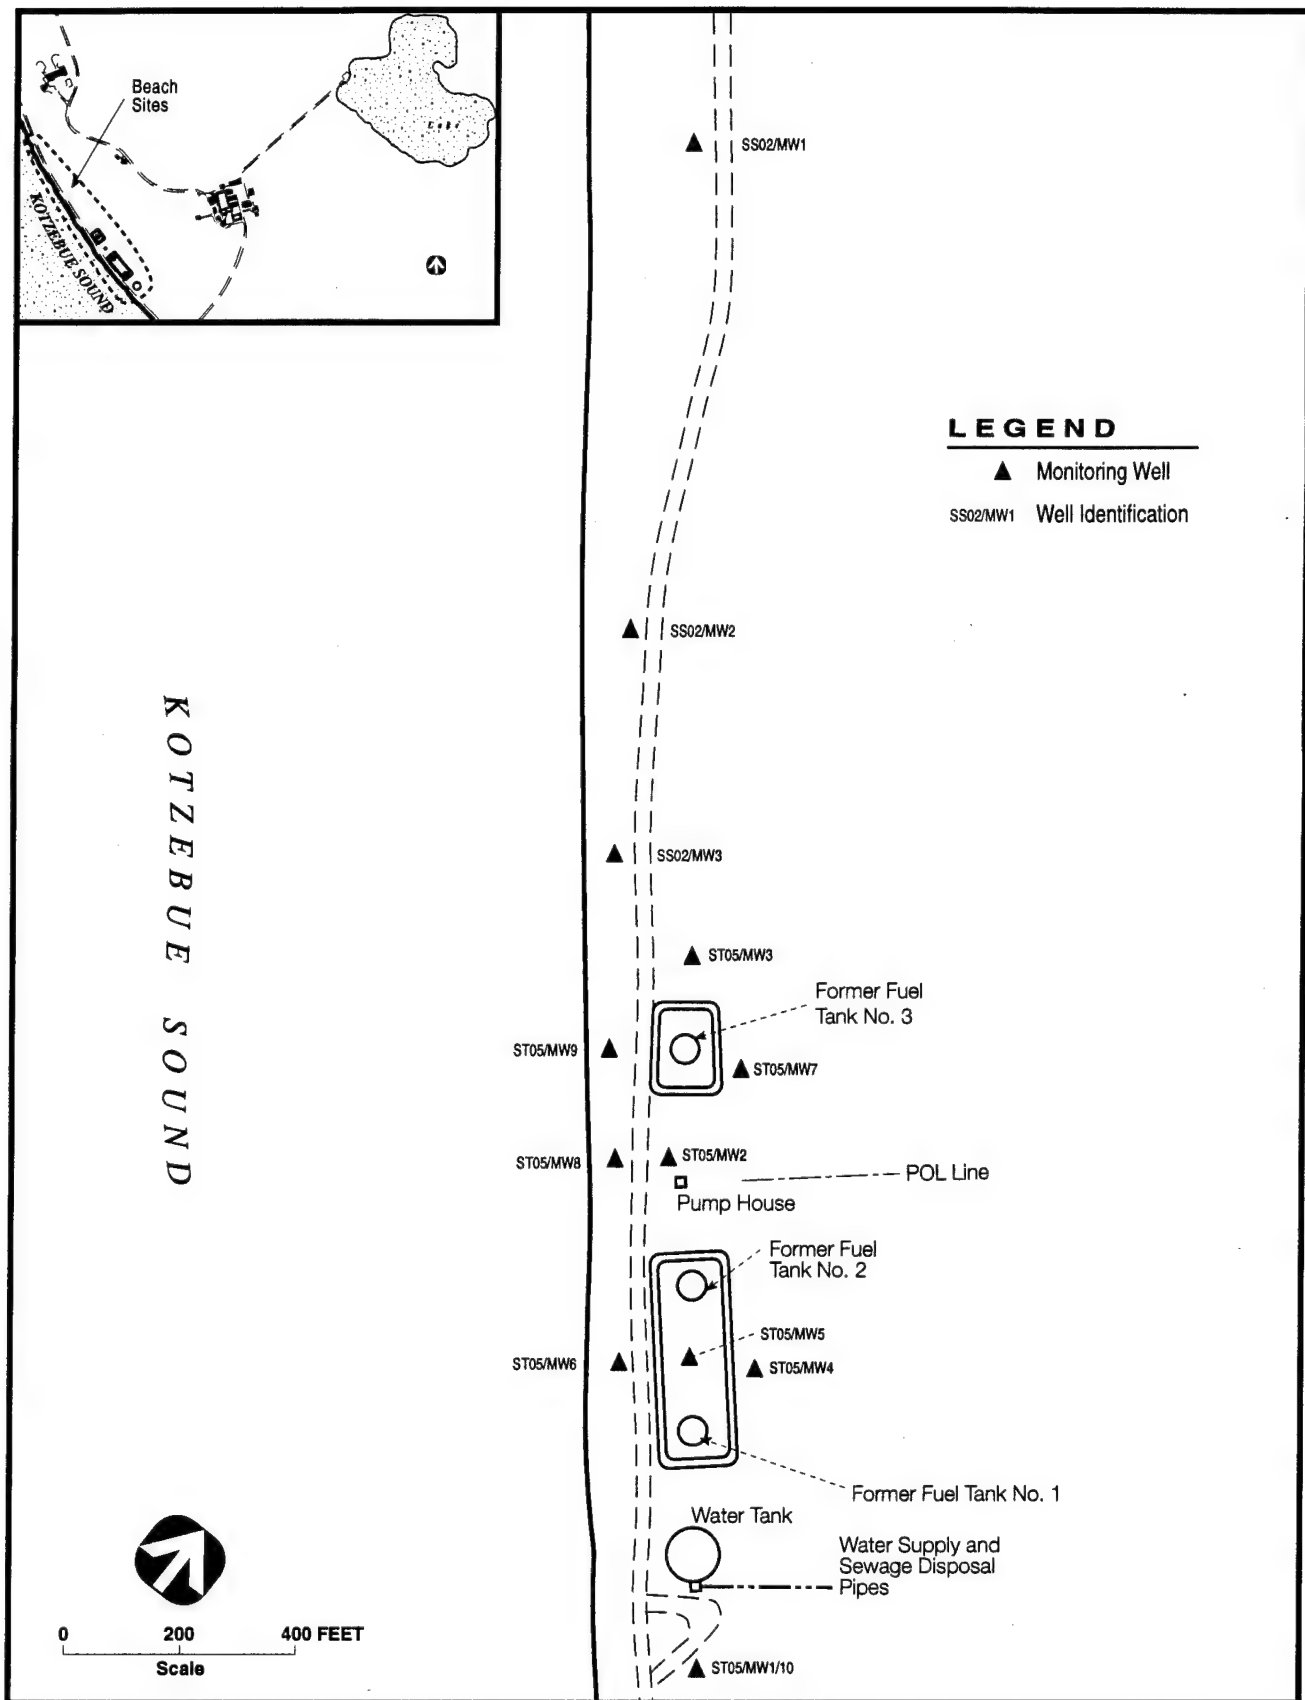 Beach
Sites
Lake
KOTZEBUE SOUND
SS02/MW1
LEGEND
Monitoring Well
SS02/MW1 Well Identification
SS02/MW2
KOTZEBUE SOUND
SS02/MW3
ST05/MW3
Former Fuel
Tank No. 3
ST05/MW9
ST05/MW7
ST05/MW8
ST05/MW2
POL Line
Pump House
Former Fuel
Tank No. 2
ST05/MW5
ST05/MW6
ST05/MW4
Former Fuel Tank No. 1
Water Tank
Water Supply and
Sewage Disposal
Pipes
0 200 400 FEET
Scale
ST05/MW1/10